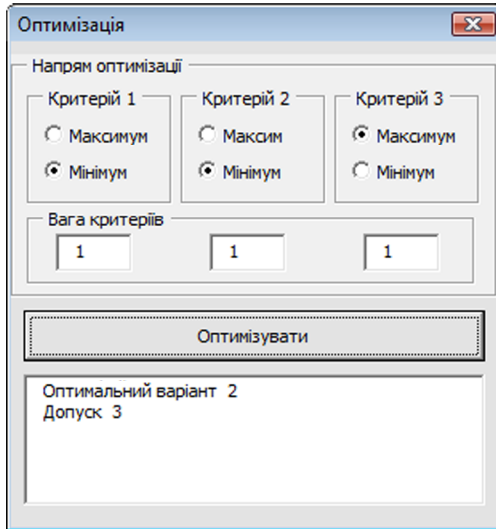 Оптимізація
Напрям оптимізації
Критерій 1 Критерій 2 Критерій 3
Максимум Максим Максимум
Мінімум Мінімум Мінімум
Вага критеріїв
1 1 1
Оптимізувати
Оптимальний варіант 2
Допуск 3